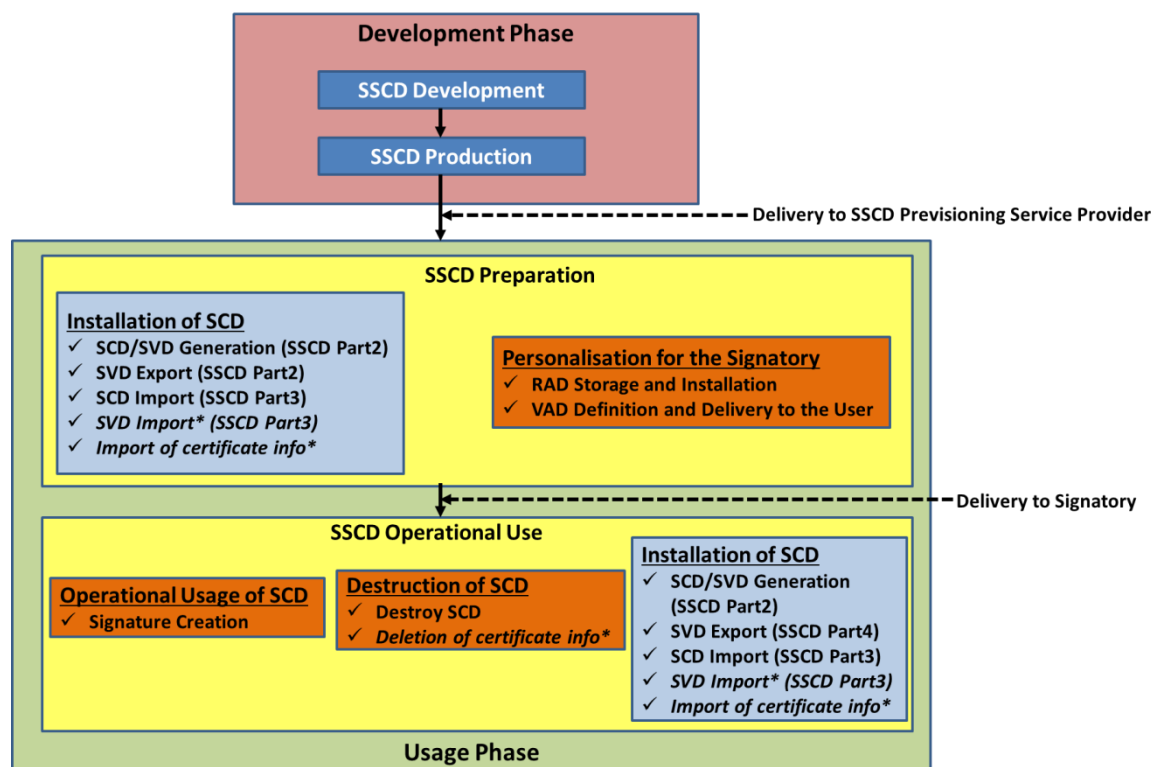 Development Phase
SSCD Development
SSCD Production
Delivery to SSCD Previsioning Service Provider
SSCD Preparation
Installation of SCD
✓ SCD/SVD Generation (SSCD Part2)
✓ SVD Export (SSCD Part2)
✓ SCD Import (SSCD Part3)
✓ SVD Import* (SSCD Part3)
✓ Import of certificate info*
Personalisation for the Signatory
✓ RAD Storage and Installation
✓ VAD Definition and Delivery to the User
Delivery to Signatory
SSCD Operational Use
Operational Usage of SCD
✓ Signature Creation
Destruction of SCD
✓ Destroy SCD
✓ Deletion of certificate info*
Installation of SCD
✓ SCD/SVD Generation
(SSCD Part2)
✓ SVD Export (SSCD Part4)
✓ SCD Import (SSCD Part3)
✓ SVD Import* (SSCD Part3)
✓ Import of certificate info*
Usage Phase